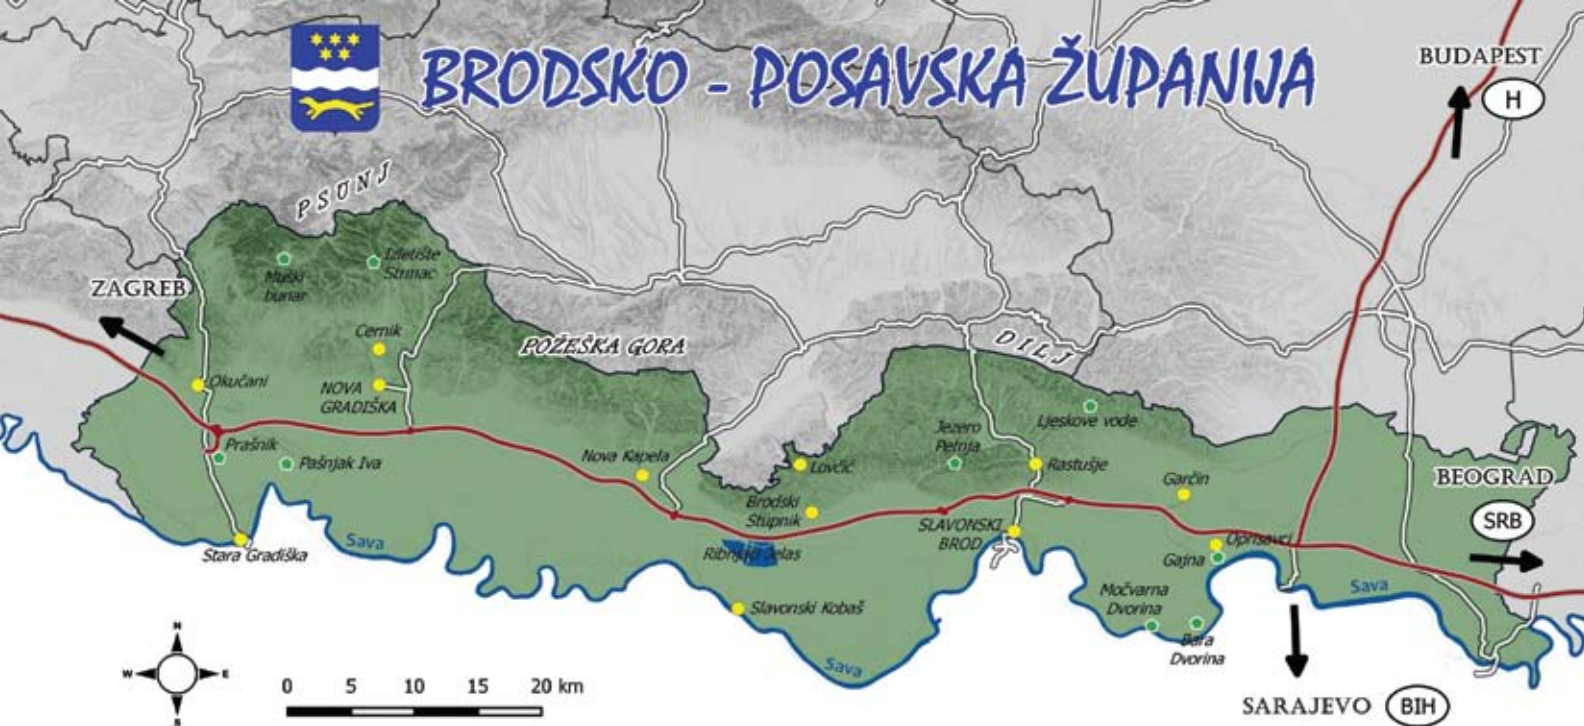 BRODSKO - POSAVSKA ŽUPANIJA
BUDAPEST
H
PSUNJ
Muški
bunar
Izletište
Strmac
ZAGREB
Cernik
POŽEŠKA GORA
DILJ
Okučani
NOVA
GRADIŠKA
Ljeskove vode
Prašnik
Pašnjak Iva
Nova Kapela
Lovčić
Jezero
Petnja
Rastušje
Garčin
BEOGRAD
SRB
Brodski
Stupnik
SLAVONSKI
BROD
Oprisavci
Stara Gradiška
Sava
Ribnjaci Jelas
Gajna
Močvarna
Dvorina
Sava
Slavonski Kobaš
Bara
Dvorina
Sava
N
W
E
S
0 5 10 15 20 km
SARAJEVO
BIH